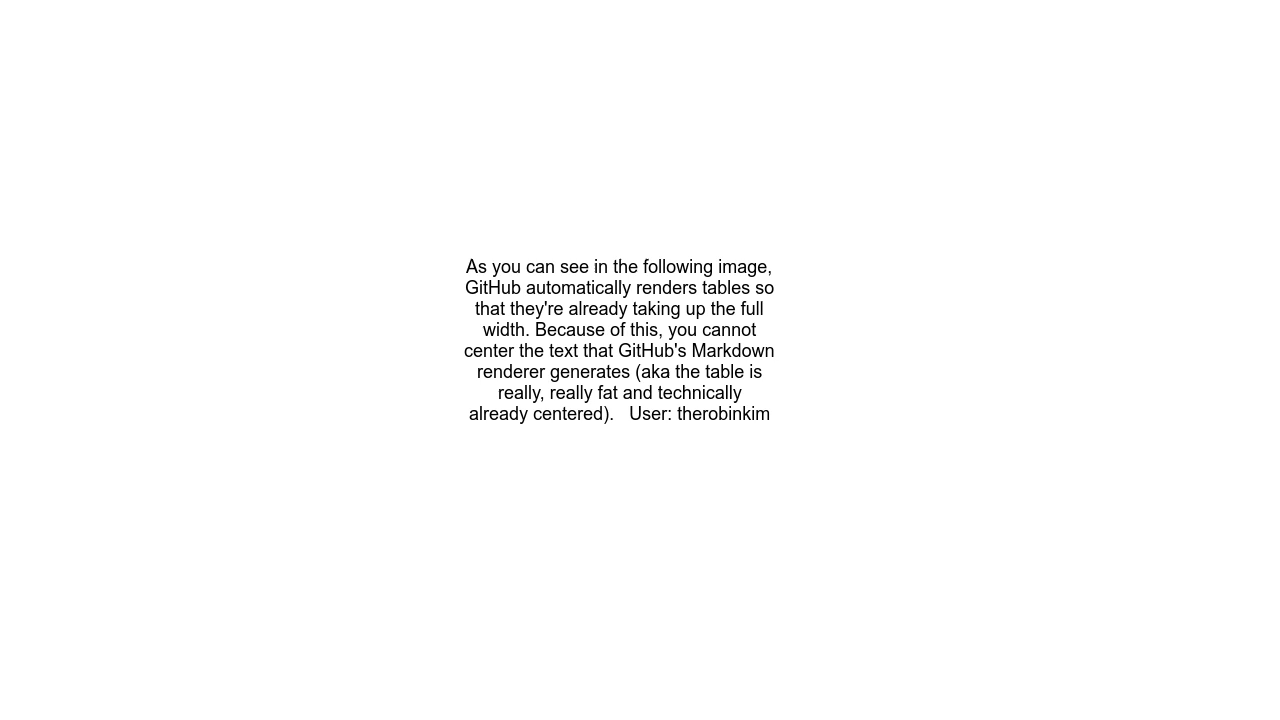 As you can see in the following image,
GitHub automatically renders tables so
that they're already taking up the full
width. Because of this, you cannot
center the text that GitHub's Markdown
renderer generates (aka the table is
really, really fat and technically
already centered).   User: therobinkim